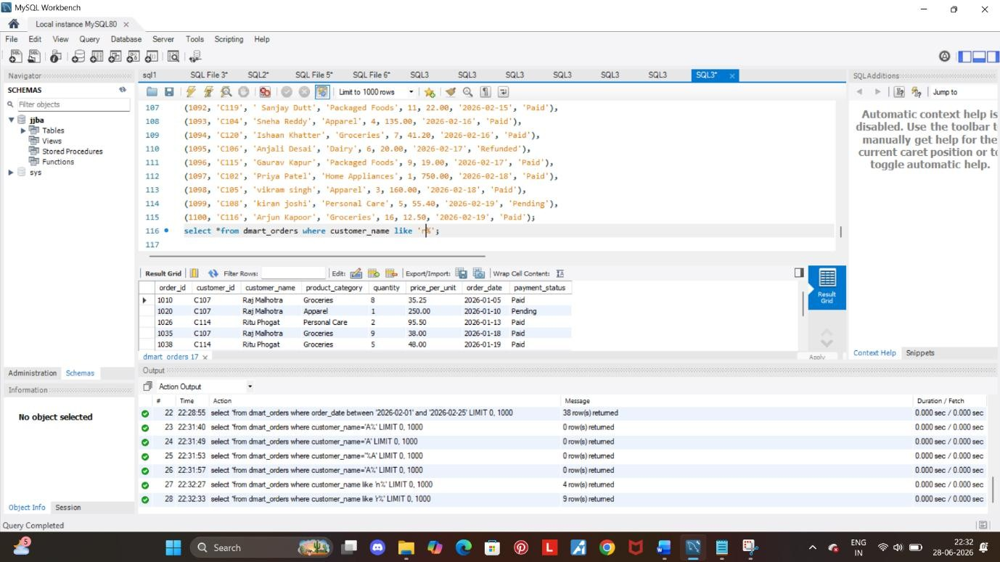 MySQL Workbench
Local instance MySQL80
File Edit View Query Database Server Tools Scripting Help
Navigator
SCHEMAS
Filter objects
jjba
Tables
Views
Stored Procedures
Functions
sys
Administration Schemas
Information
No object selected
Object Info Session
sql1 SQL File 3* SQL2* SQL File 5* SQL File 6* SQL3 SQL3 SQL3 SQL3 SQL3 SQL3 SQL3*
Limit to 1000 rows
107 (1092, 'C119', ' Sanjay Dutt', 'Packaged Foods', 11, 22.00, '2026-02-15', 'Paid'),
108 (1093, 'C104', 'Sneha Reddy', 'Apparel', 4, 135.00, '2026-02-16', 'Paid'),
109 (1094, 'C120', 'Ishaan Khatter', 'Groceries', 7, 41.20, '2026-02-16', 'Paid'),
110 (1095, 'C106', 'Anjali Desai', 'Dairy', 6, 20.00, '2026-02-17', 'Refunded'),
111 (1096, 'C115', 'Gaurav Kapur', 'Packaged Foods', 9, 19.00, '2026-02-17', 'Paid'),
112 (1097, 'C102', 'Priya Patel', 'Home Appliances', 1, 750.00, '2026-02-18', 'Paid'),
113 (1098, 'C105', 'vikram singh', 'Apparel', 3, 160.00, '2026-02-18', 'Paid'),
114 (1099, 'C108', 'kiran joshi', 'Personal Care', 5, 55.40, '2026-02-19', 'Pending'),
115 (1100, 'C116', 'Arjun Kapoor', 'Groceries', 16, 12.50, '2026-02-19', 'Paid');
116 select *from dmart_orders where customer_name like 'r%';
117
Result Grid Filter Rows: Edit: Export/Import: Wrap Cell Content:
order_id customer_id customer_name product_category quantity price_per_unit order_date payment_status
1010 C107 Raj Malhotra Groceries 8 35.25 2026-01-05 Paid
1020 C107 Raj Malhotra Apparel 1 250.00 2026-01-10 Pending
1026 C114 Ritu Phogat Personal Care 2 95.50 2026-01-13 Paid
1035 C107 Raj Malhotra Groceries 9 38.00 2026-01-18 Paid
1038 C114 Ritu Phogat Groceries 5 48.00 2026-01-19 Paid
Result
Grid
dmart_orders 17
Apply
SQLAdditions
Jump to
Automatic context help is
disabled. Use the toolbar t
manually get help for the
current caret position or to
toggle automatic help.
Context Help Snippets
Output
Action Output
# Time Action Message Duration / Fetch
22 22:28:55 select *from dmart_orders where order_date between '2026-02-01' and '2026-02-25' LIMIT 0, 1000 38 row(s) returned 0.000 sec / 0.000 sec
23 22:31:40 select *from dmart_orders where customer_name='A%' LIMIT 0, 1000 0 row(s) returned 0.000 sec / 0.000 sec
24 22:31:49 select *from dmart_orders where customer_name='A' LIMIT 0, 1000 0 row(s) returned 0.000 sec / 0.000 sec
25 22:31:53 select *from dmart_orders where customer_name='%A' LIMIT 0, 1000 0 row(s) returned 0.000 sec / 0.000 sec
26 22:31:57 select *from dmart_orders where customer_name='A%' LIMIT 0, 1000 0 row(s) returned 0.000 sec / 0.000 sec
27 22:32:27 select *from dmart_orders where customer_name like 'n%' LIMIT 0, 1000 4 row(s) returned 0.000 sec / 0.000 sec
28 22:32:33 select *from dmart_orders where customer_name like 'r%' LIMIT 0, 1000 9 row(s) returned 0.000 sec / 0.000 sec
Query Completed
5
Search
ENG
IN
22:32
28-06-2026